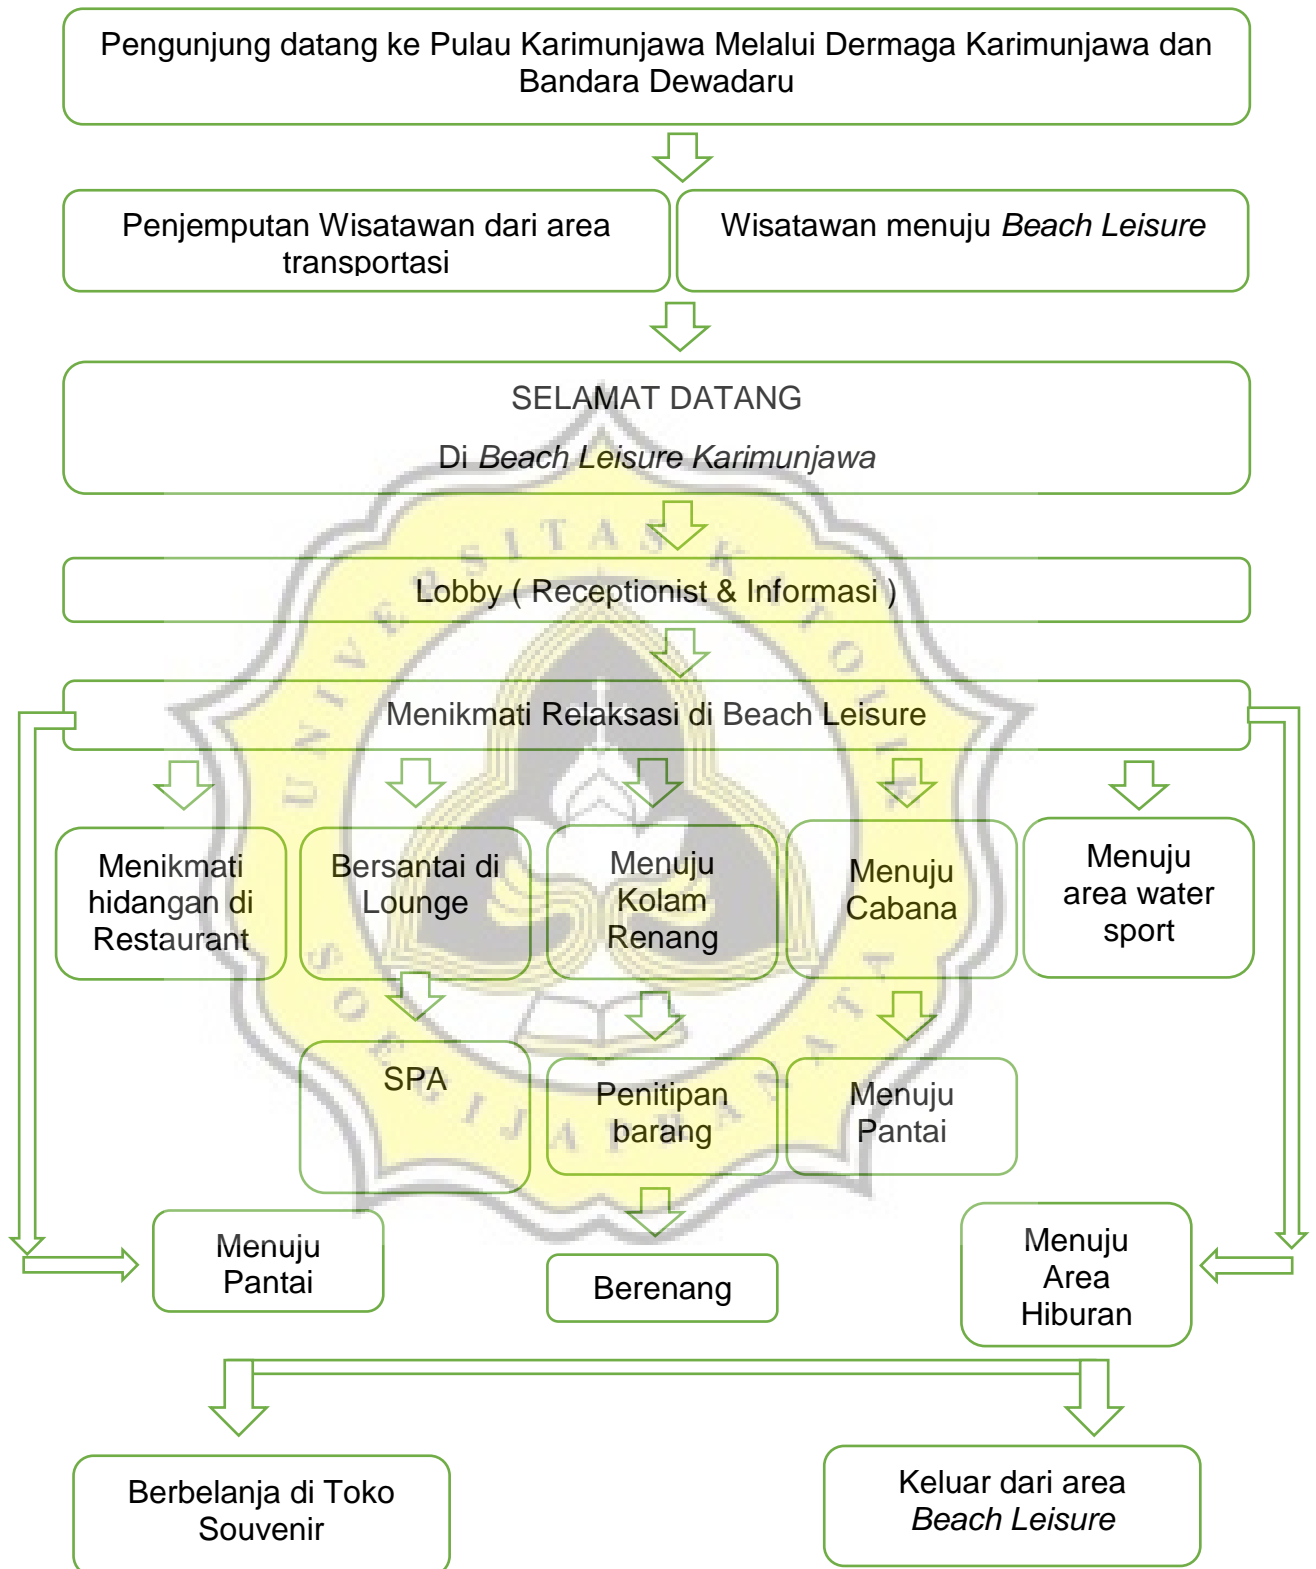 Pengunjung datang ke Pulau Karimunjawa Melalui Dermaga Karimunjawa dan
Bandara Dewadaru
Penjemputan Wisatawan dari area
transportasi
Wisatawan menuju Beach Leisure
SELAMAT DATANG
Di Beach Leisure Karimunjawa
UNIVERSITAS KATOLIK
Lobby ( Receptionist & Informasi )
Menikmati Relaksasi di Beach Leisure
Menikmati
hidangan di
Restaurant
Bersantai di
Lounge
Menuju
Kolam
Renang
Menuju
Cabana
Menuju
area water
sport
SOEGIJAPRANATA
SPA
Penitipan
barang
Menuju
Pantai
Menuju
Pantai
Berenang
Menuju
Area
Hiburan
Berbelanja di Toko
Souvenir
Keluar dari area
Beach Leisure